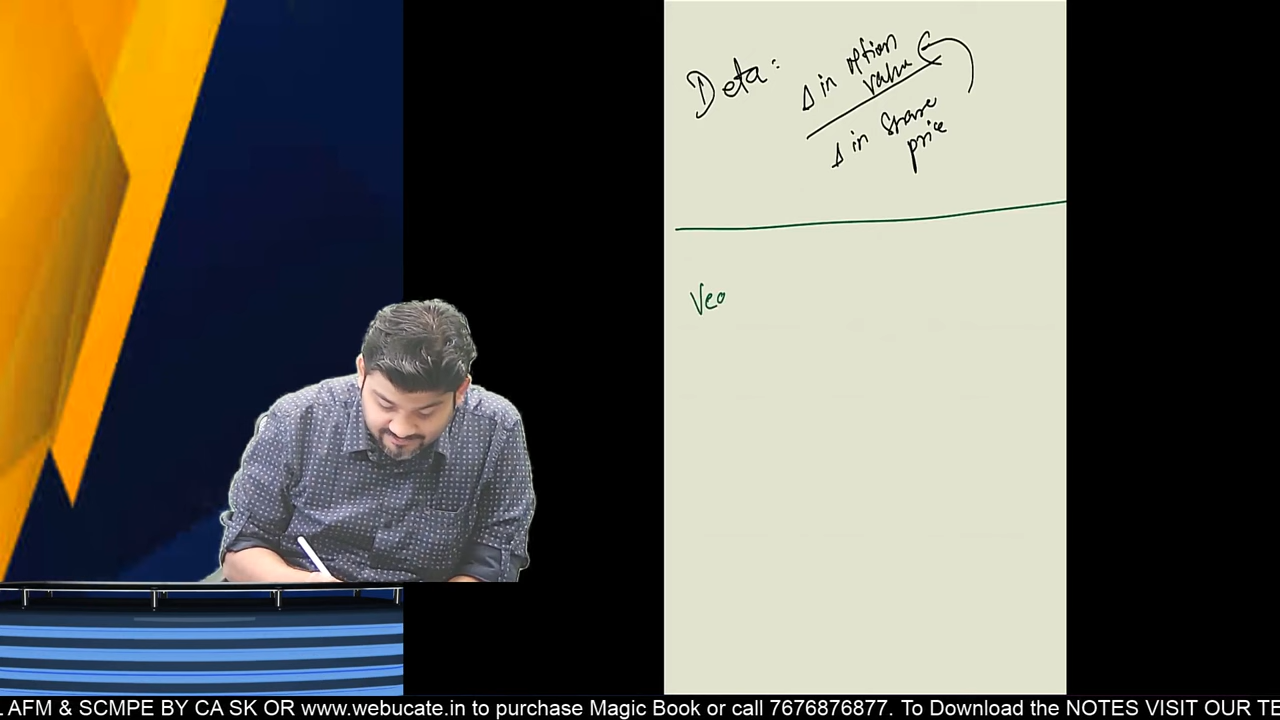 Deta:
Δ in option
value
Δ in share
price
Veg
L AFM & SCMPE BY CA SK OR www.webucate.in to purchase Magic Book or call 7676876877. To Download the NOTES VISIT OUR TE